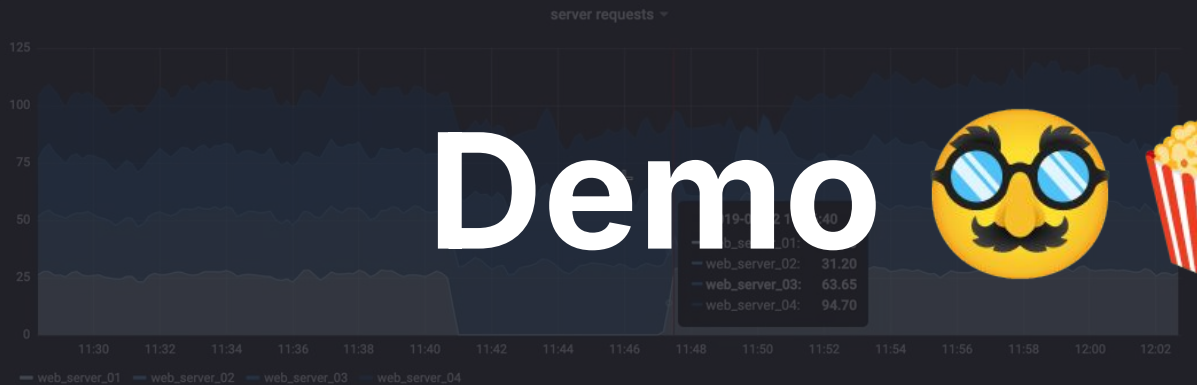 server requests
125
100
75
50
25
0
Demo
web_server_02: 31.20
web_server_03: 63.65
web_server_04: 94.70
11:30 11:32 11:34 11:36 11:38 11:40 11:42 11:44 11:46 11:48 11:50 11:52 11:54 11:56 11:58 12:00 12:02
web_server_01 web_server_02 web_server_03 web_server_04